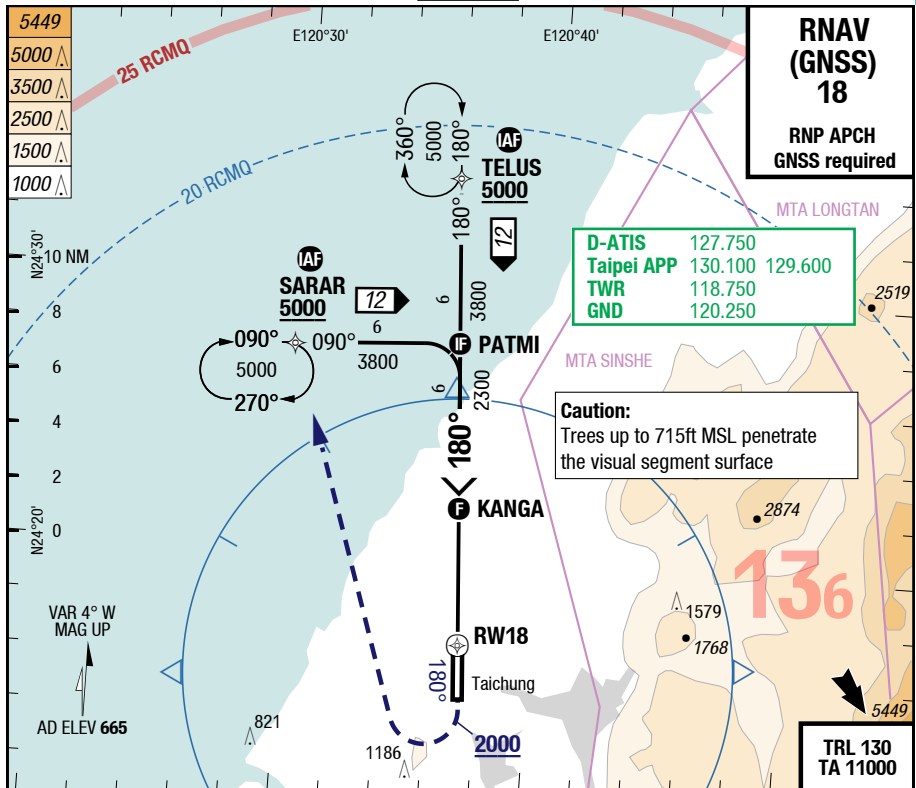 5449
5000
3500
2500
1500
1000
25 RCMQ
E120°30'
E120°40'
RNAV
(GNSS)
18
RNP APCH
GNSS required
20 RCMQ
360°
5000
180°
IAF
TELUS
5000
180°
12
MTA LONGTAN
D-ATIS 127.750
Taipei APP 130.100 129.600
TWR 118.750
GND 120.250
N24°30'
10 NM
8
6
4
2
0
N24°20'
IAF
SARAR
5000
12
6
3800
090°
090°
6
3800
5000
270°
IF
PATMI
6
2300
180°
2519
MTA SINSHE
Caution:
Trees up to 715ft MSL penetrate
the visual segment surface
F
KANGA
2874
136
1579
1768
VAR 4° W
MAG UP
AD ELEV 665
RW18
180°
Taichung
821
1186
2000
5449
TRL 130
TA 11000